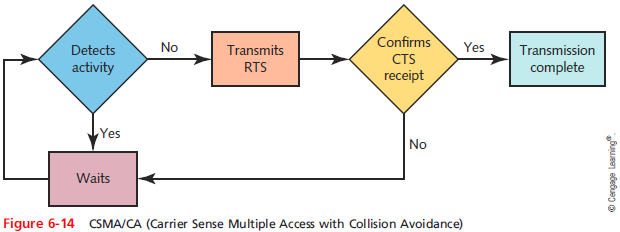 Detects
activity
No
Transmits
RTS
Confirms
CTS
receipt
Yes
Transmission
complete
Yes
No
Waits
© Cengage Learning®.
Figure 6-14 CSMA/CA (Carrier Sense Multiple Access with Collision Avoidance)